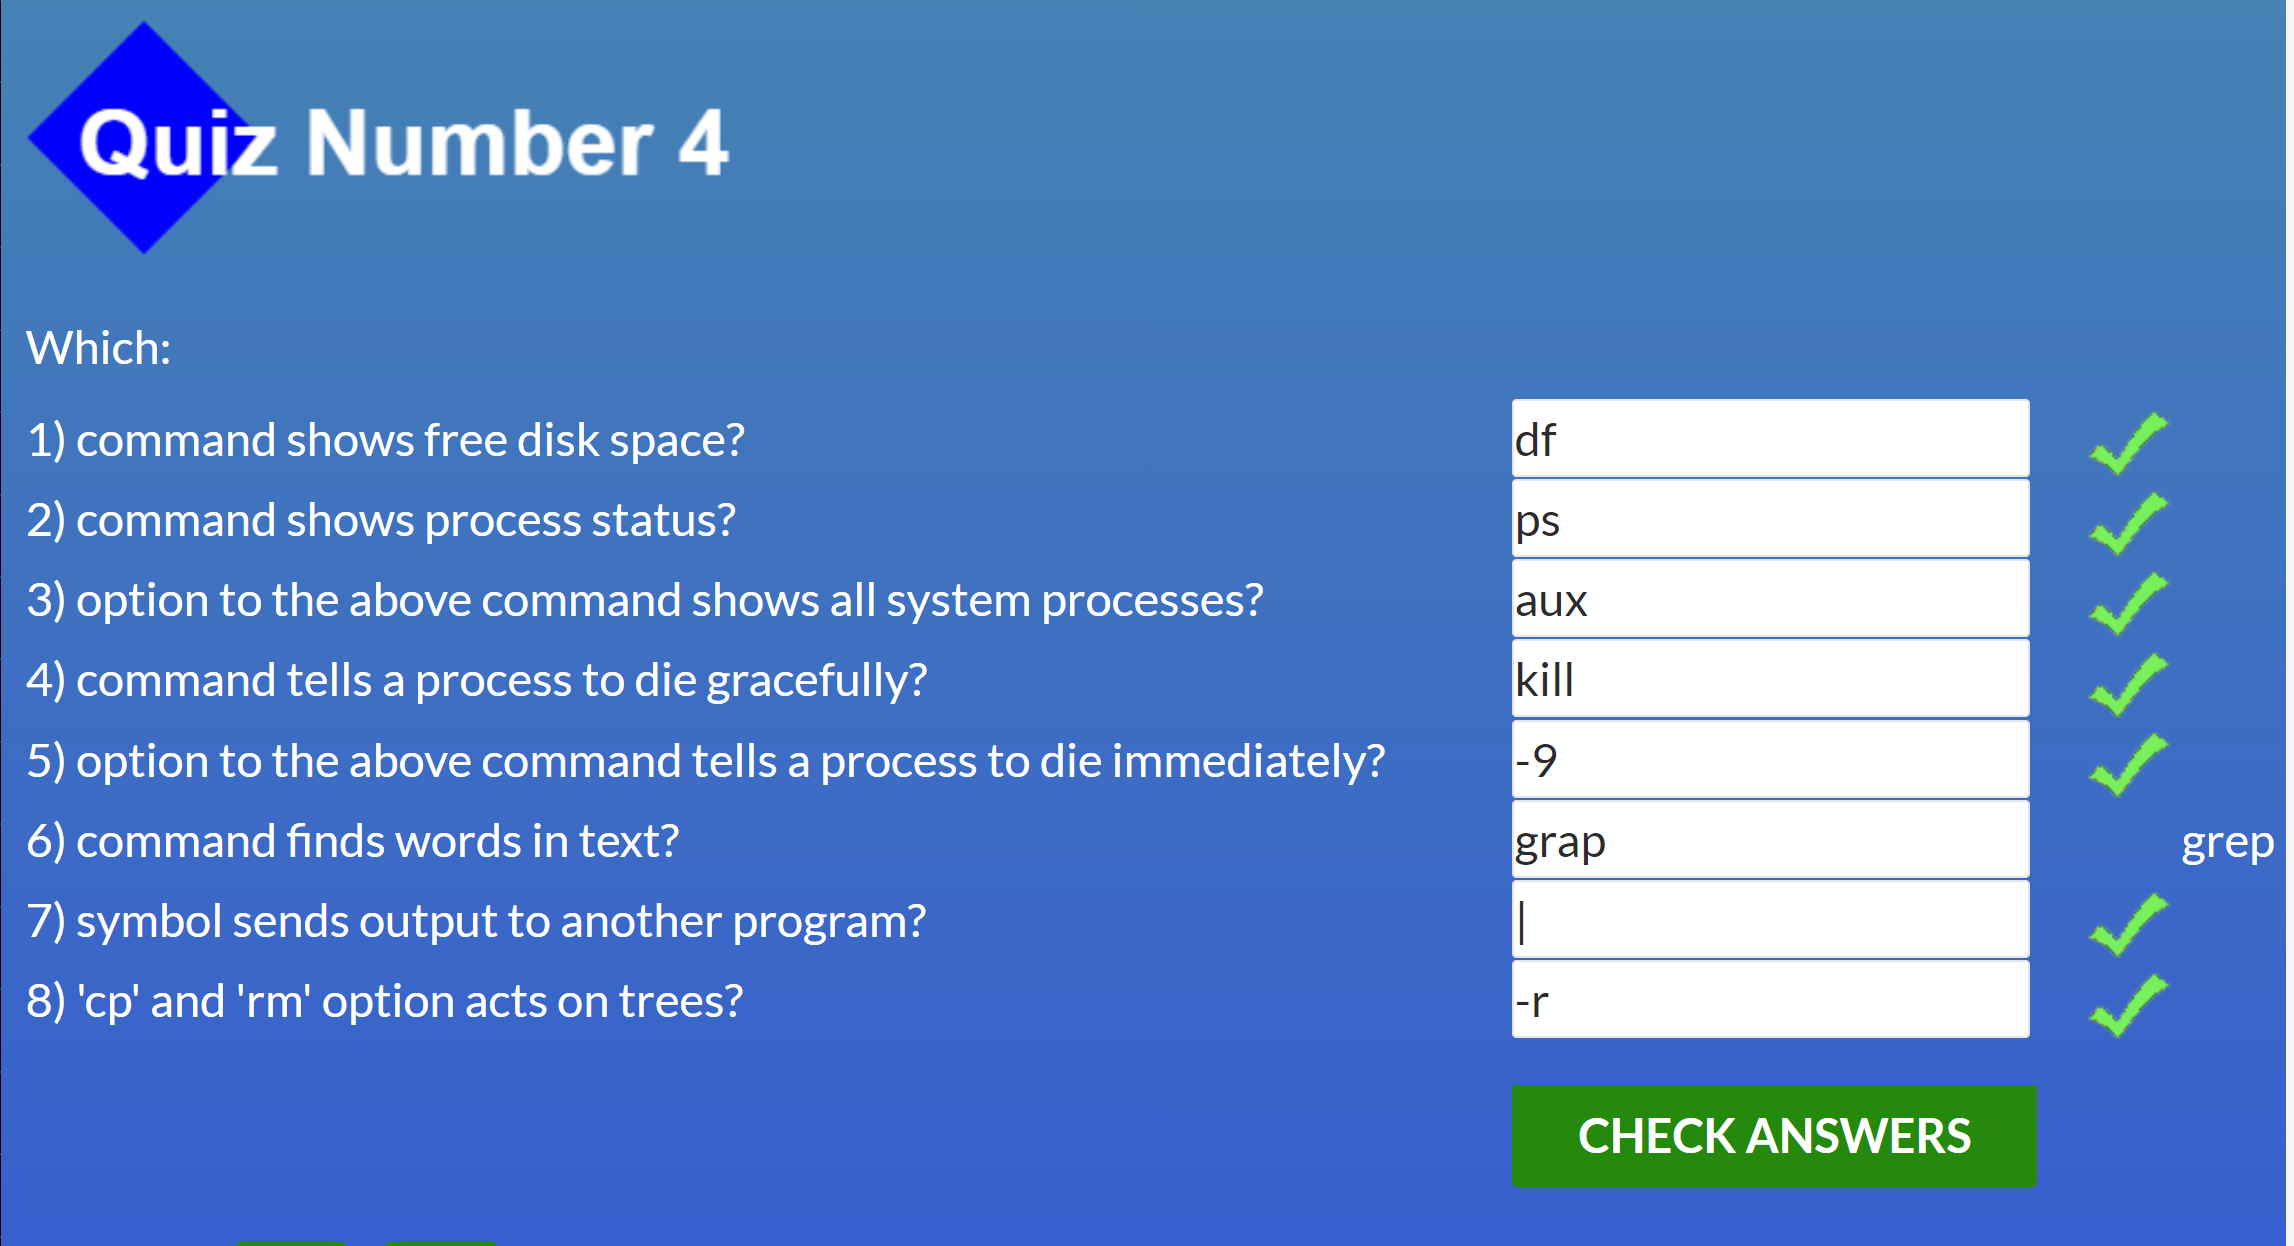 Quiz Number 4
Which:
1) command shows free disk space? df
2) command shows process status? ps
3) option to the above command shows all system processes? aux
4) command tells a process to die gracefully? kill
5) option to the above command tells a process to die immediately? -9
6) command finds words in text? grap grep
7) symbol sends output to another program? |
8) 'cp' and 'rm' option acts on trees? -r
CHECK ANSWERS